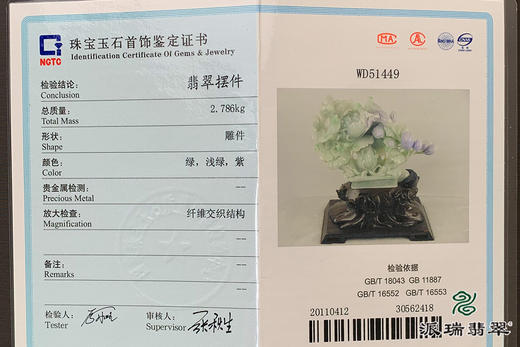 NGTC
珠宝玉石首饰鉴定证书
Identification Certificate Of Gems & Jewelry
检验结论: 翡翠摆件
Conclusion
总质量: 2.786kg
Total Mass
形状: 雕件
Shape
颜色: 绿，浅绿，紫
Color
贵金属检测: --
Precious Metal
放大检查: 纤维交织结构
Magnification
--
备注: --
Remarks
--
检验人:
Tester
审核人:
Supervisor
MA
WD51449
检验依据
GB/T 18043 GB 11887
GB/T 16552 GB/T 16553
20110412 30562418
派瑞翡翠